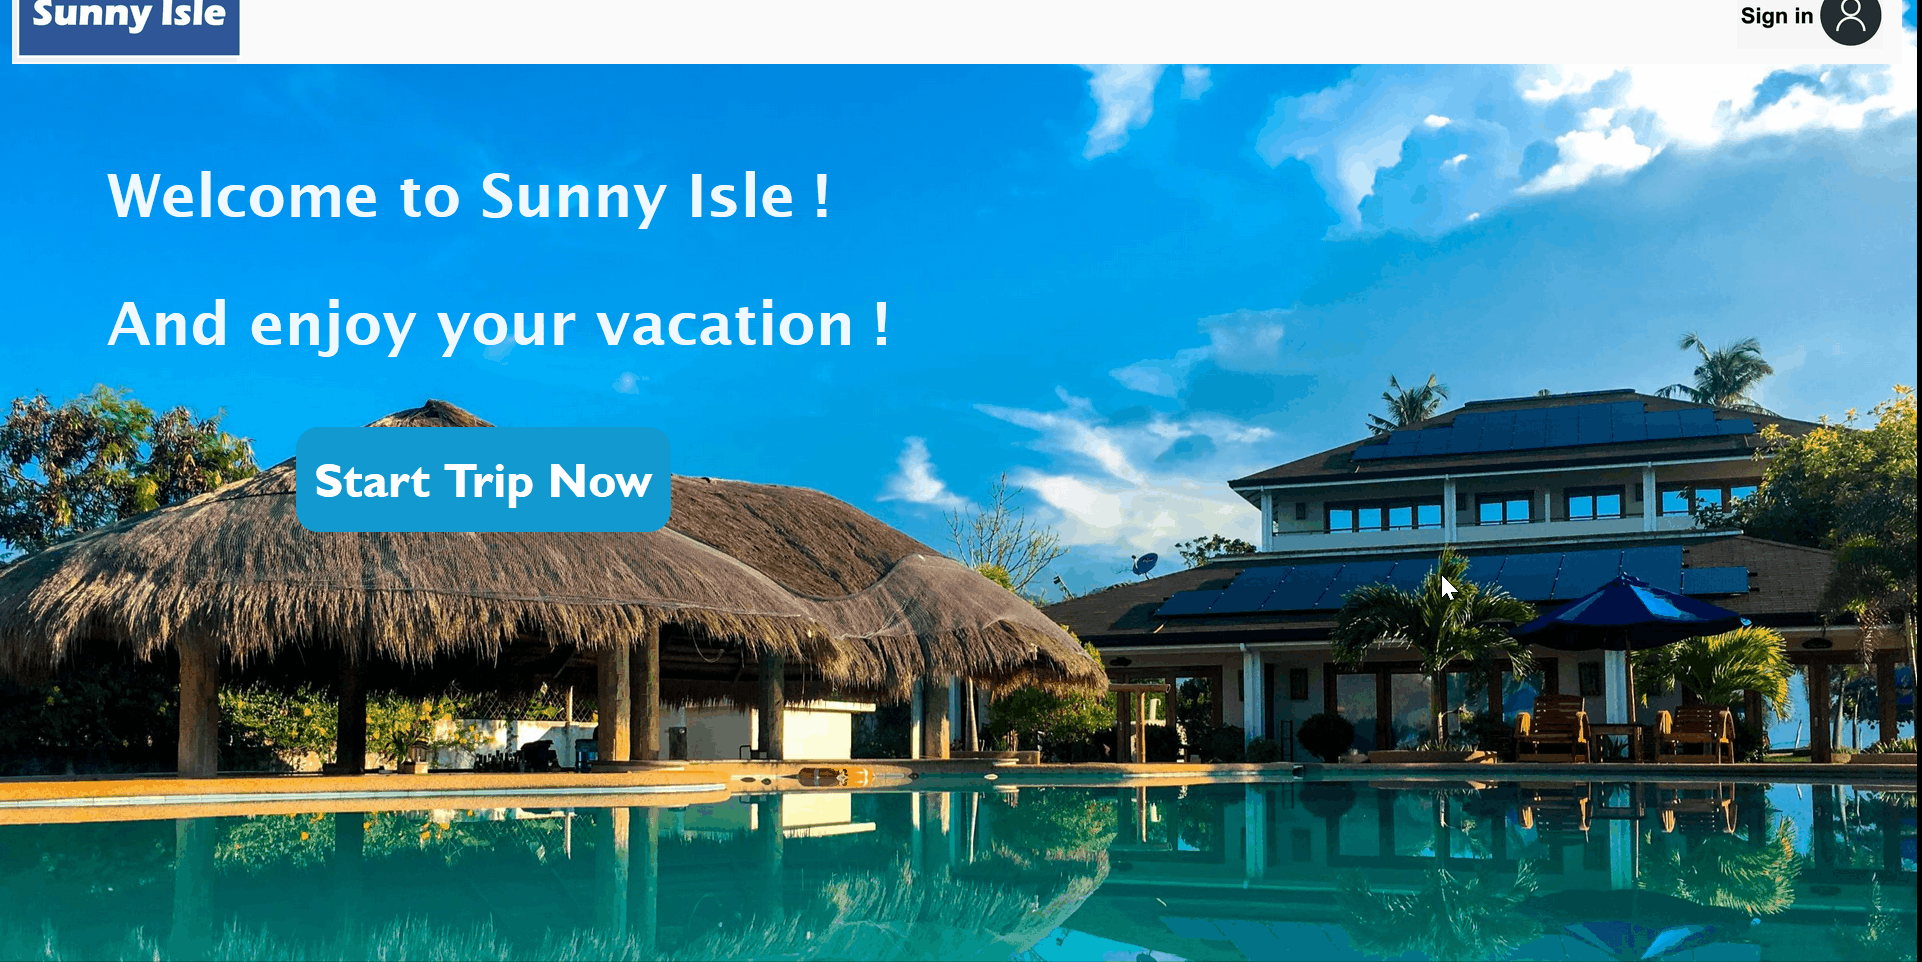 Sunny Isle
Sign in
Welcome to Sunny Isle !
And enjoy your vacation !
Start Trip Now